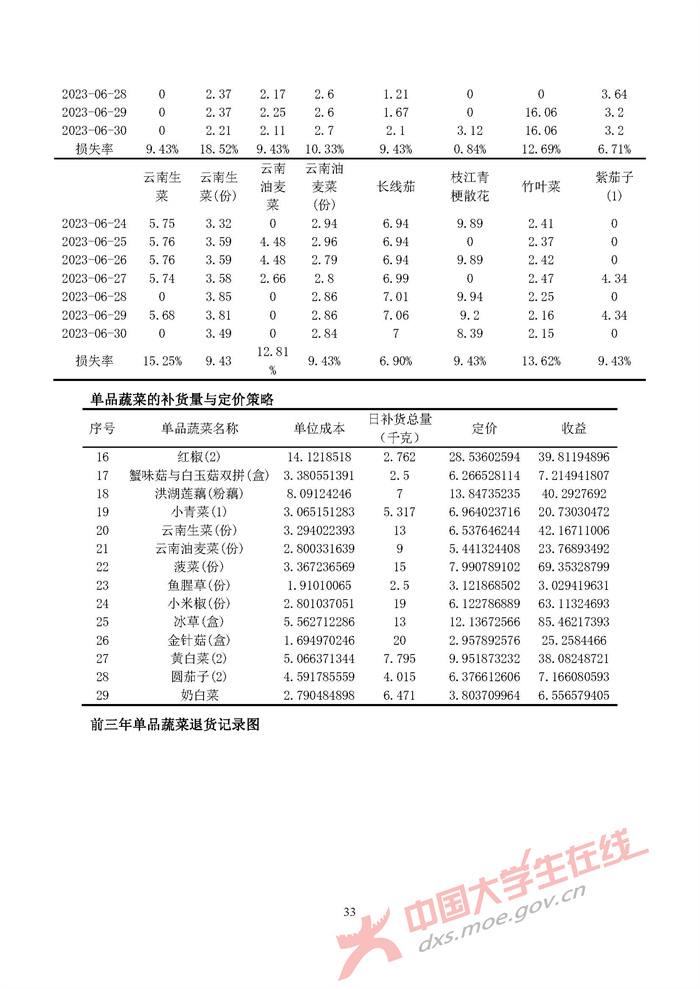 2023-06-28 0 2.37 2.17 2.6 1.21 0 0 3.64
2023-06-29 0 2.37 2.25 2.6 1.67 0 16.06 3.2
2023-06-30 0 2.21 2.11 2.7 2.1 3.12 16.06 3.2
损失率 9.43% 18.52% 9.43% 10.33% 9.43% 0.84% 12.69% 6.71%
云南生菜 云南生菜(份) 云南油麦菜 云南油麦菜(份) 长线茄 枝江青梗散花 竹叶菜 紫茄子(1)
2023-06-24 5.75 3.32 0 2.94 6.94 9.89 2.41 0
2023-06-25 5.76 3.59 4.48 2.96 6.94 0 2.37 0
2023-06-26 5.76 3.59 4.48 2.79 6.94 9.89 2.42 0
2023-06-27 5.74 3.58 2.66 2.8 6.99 0 2.47 4.34
2023-06-28 0 3.85 0 2.86 7.01 9.94 2.25 0
2023-06-29 5.68 3.81 0 2.86 7.06 9.2 2.16 4.34
2023-06-30 0 3.49 0 2.84 7 8.39 2.15 0
损失率 15.25% 9.43 12.81% 9.43% 6.90% 9.43% 13.62% 9.43%
单品蔬菜的补货量与定价策略
序号 单品蔬菜名称 单位成本 日补货总量(千克) 定价 收益
16 红椒(2) 14.1218518 2.762 28.53602594 39.81194896
17 蟹味菇与白玉菇双拼(盒) 3.380551391 2.5 6.266528114 7.214941807
18 洪湖莲藕(粉藕) 8.09124246 7 13.84735235 40.2927692
19 小青菜(1) 3.065151283 5.317 6.964023716 20.73030472
20 云南生菜(份) 3.294022393 13 6.537646244 42.16711006
21 云南油麦菜(份) 2.800331639 9 5.441324408 23.76893492
22 菠菜(份) 3.367236569 15 7.990789102 69.35328799
23 鱼腥草(份) 1.91010065 2.5 3.121868502 3.029419631
24 小米椒(份) 2.801037051 19 6.122786889 63.11324693
25 冰草(盒) 5.562712286 13 12.13672566 85.46217393
26 金针菇(盒) 1.694970246 20 2.957892576 25.2584466
27 黄白菜(2) 5.066371344 7.795 9.951873232 38.08248721
28 圆茄子(2) 4.591785559 4.015 6.376612606 7.166080593
29 奶白菜 2.790484898 6.471 3.803709964 6.556579405
前三年单品蔬菜退货记录图
中国大学生在线
dxs.moe.gov.cn
33